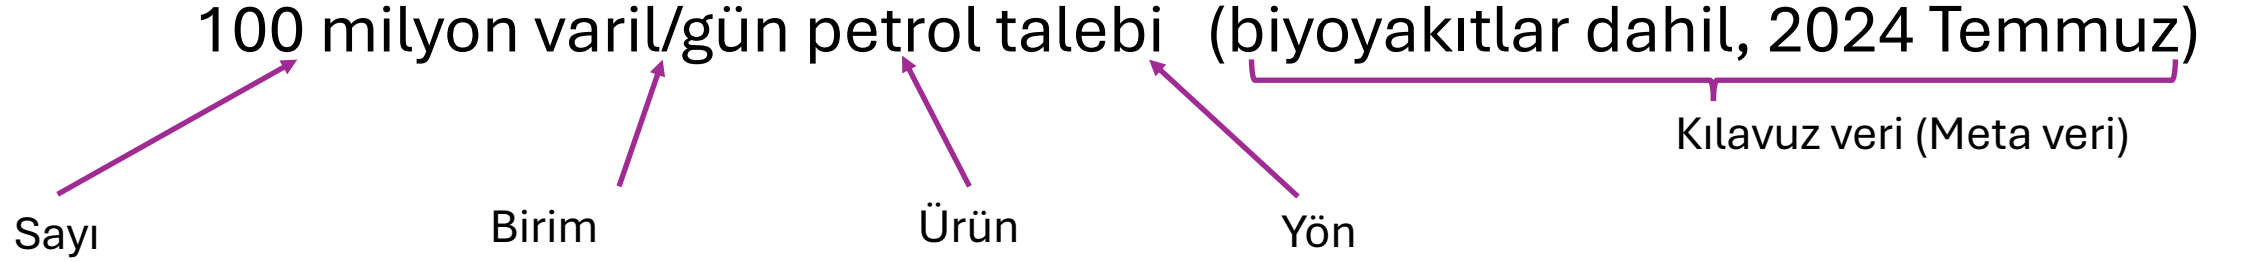 100 milyon varil/gün petrol talebi (biyoyakıtlar dahil, 2024 Temmuz)
Kılavuz veri (Meta veri)
Sayı
Birim
Ürün
Yön